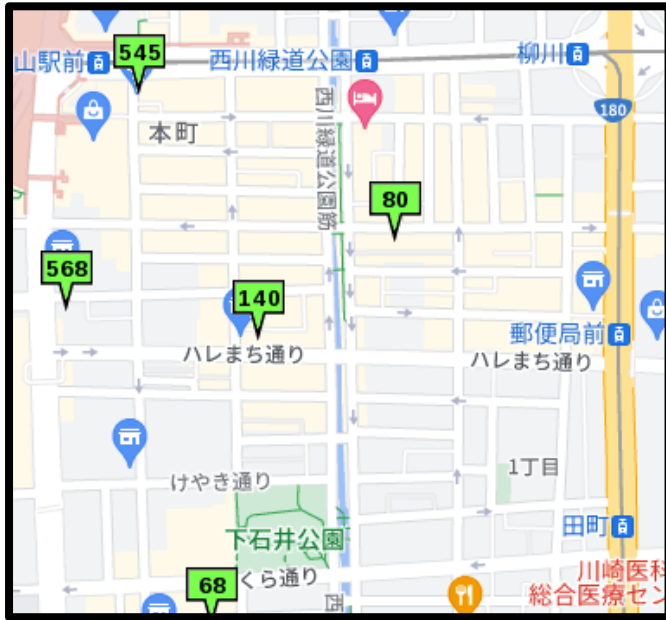 545
山駅前
西川緑道公園
柳川
180
本町
西川緑道公園筋
80
568
140
郵便局前
ハレまち通り
ハレまち通り
1丁目
けやき通り
下石井公園
田町
68
くら通り
西
川崎医科
総合医療セン